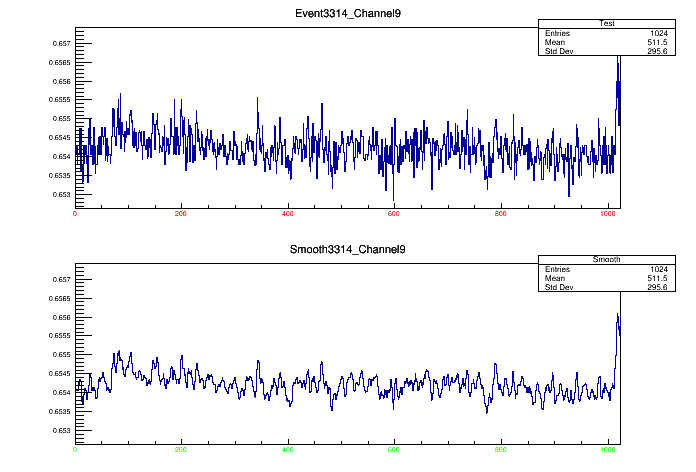 Event3314_Channel9
Test
Entries 1024
Mean 511.5
Std Dev 295.6
0.657
0.6565
0.656
0.6555
0.655
0.6545
0.654
0.6535
0.653
0 200 400 600 800 1000
Smooth3314_Channel9
Smooth
Entries 1024
Mean 511.5
Std Dev 295.6
0.657
0.6565
0.656
0.6555
0.655
0.6545
0.654
0.6535
0.653
0 200 400 600 800 1000